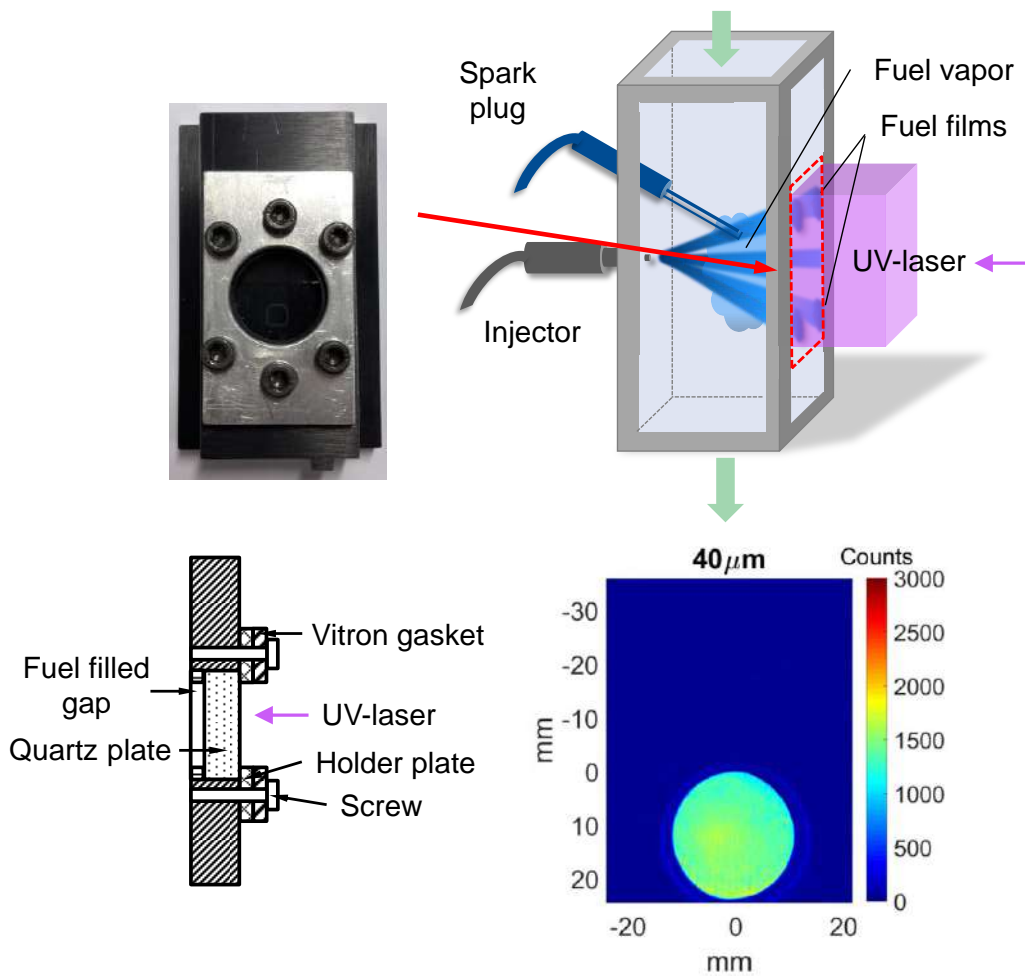 Spark
plug
Fuel vapor
Fuel films
UV-laser
Injector
Vitron gasket
Fuel filled
gap
UV-laser
Quartz plate
Holder plate
Screw
40μm
Counts
3000
2500
2000
1500
1000
500
0
-30
-20
-10
0
10
20
mm
-20
0
20
mm